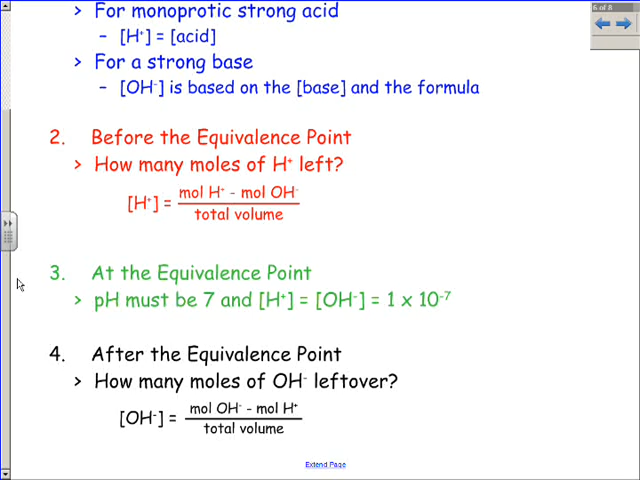 6 of 8
> For monoprotic strong acid
– [H⁺] = [acid]
> For a strong base
– [OH⁻] is based on the [base] and the formula
2. Before the Equivalence Point
> How many moles of H⁺ left?
[H⁺] = mol H⁺ - mol OH⁻
total volume
3. At the Equivalence Point
> pH must be 7 and [H⁺] = [OH⁻] = 1 x 10⁻⁷
4. After the Equivalence Point
> How many moles of OH⁻ leftover?
[OH⁻] = mol OH⁻ - mol H⁺
total volume
Extend Page